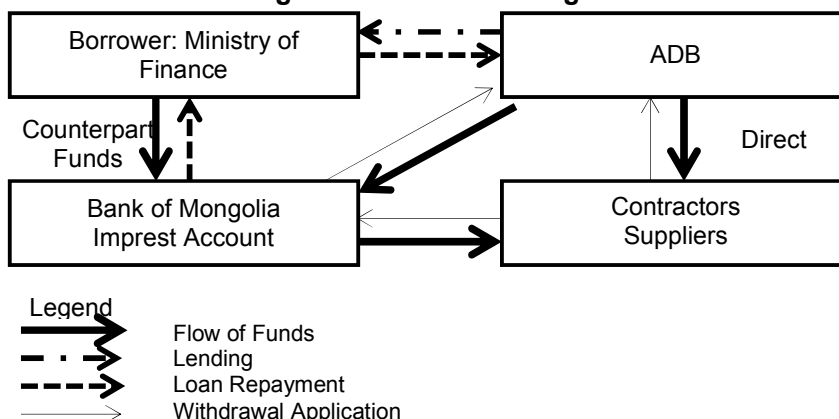 Borrower: Ministry of
Finance
ADB
Counterpart
Funds
Direct
Bank of Mongolia
Imprest Account
Contractors
Suppliers
Legend
Flow of Funds
Lending
Loan Repayment
Withdrawal Application